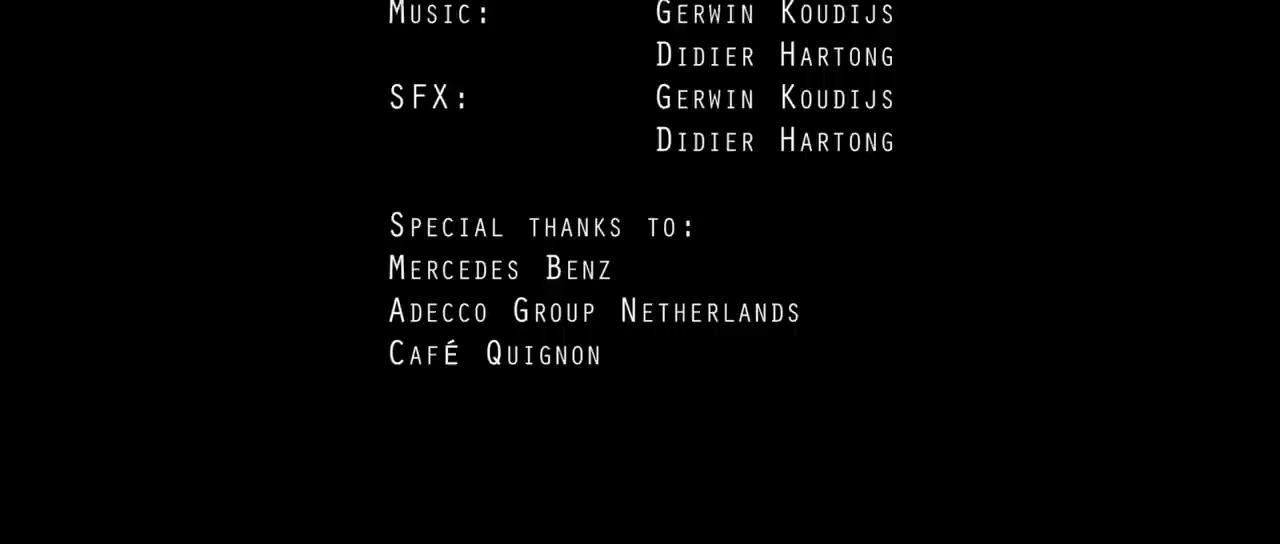 Music: Gerwin Koudijs
Didier Hartong
SFX: Gerwin Koudijs
Didier Hartong
Special thanks to:
Mercedes Benz
Adecco Group Netherlands
CafÉ Quignon